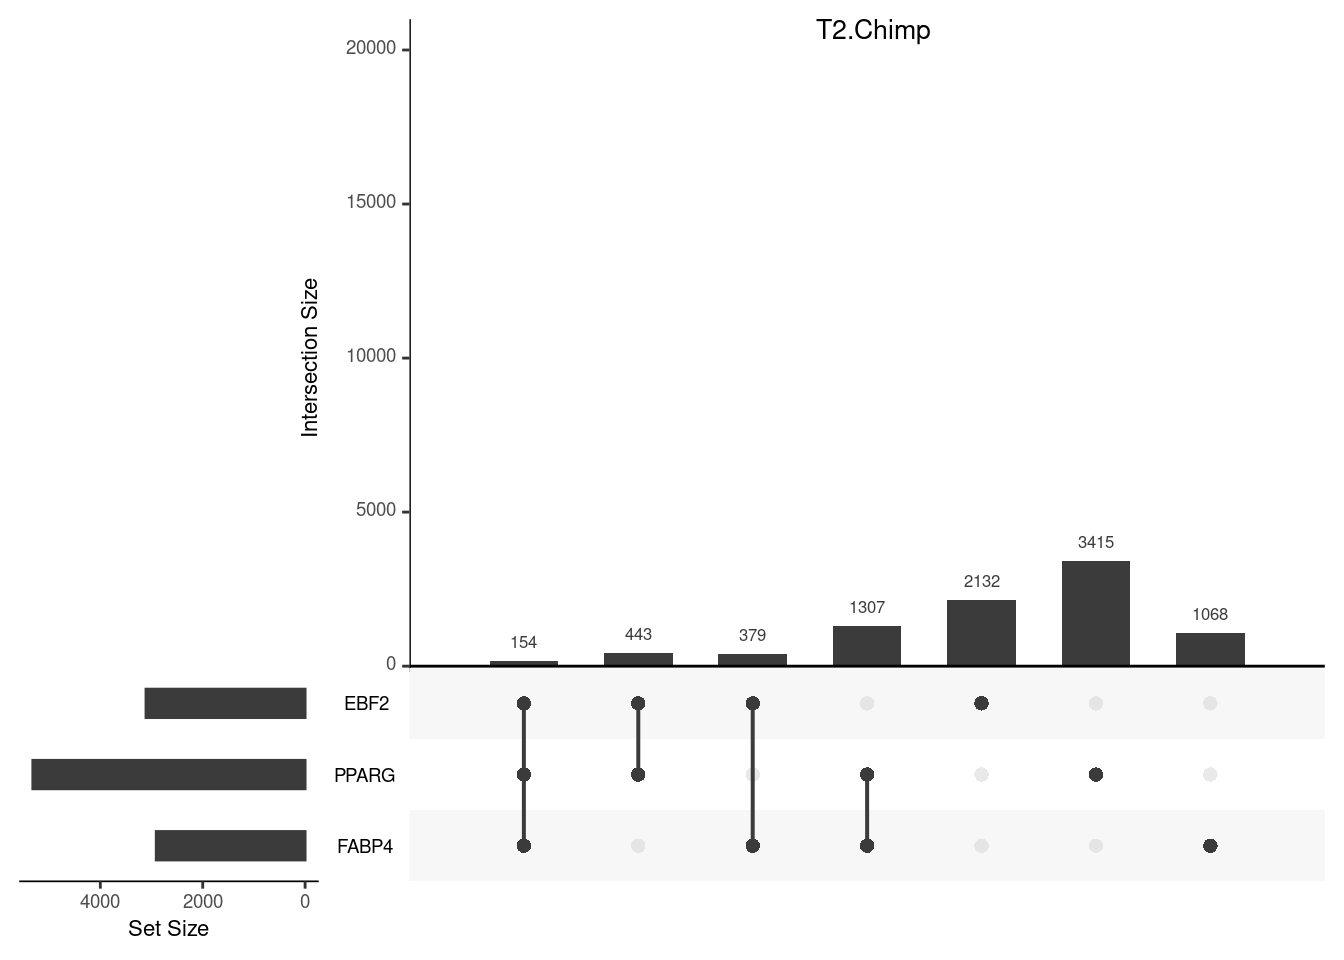 T2.Chimp
20000
15000
10000
5000
0
Intersection Size
3415
2132
1307
1068
154
443
379
EBF2
PPARG
FABP4
4000 2000 0
Set Size